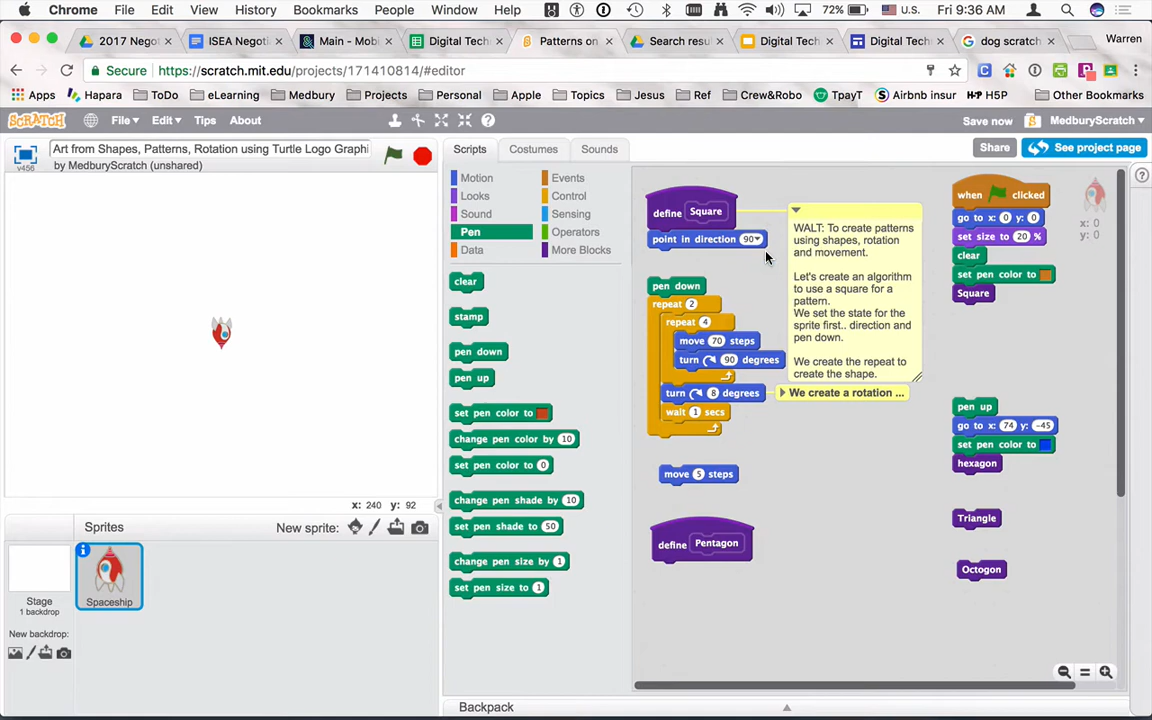 Chrome File Edit View History Bookmarks People Window Help 72% U.S. Fri 9:36 AM
2017 Negot ISEA Negoti Main - Mobi Digital Tech Patterns on Search resul Digital Tech Digital Techn dog scratch Warren
Secure https://scratch.mit.edu/projects/171410814/#editor
Apps Hapara ToDo eLearning Medbury Projects Personal Apple Topics Jesus Ref Crew&Robo TpayT Airbnb insur H5P Other Bookmarks
SCRATCH File Edit Tips About Save now MedburyScratch
v456
Art from Shapes, Patterns, Rotation using Turtle Logo Graphi
by MedburyScratch (unshared)
Scripts Costumes Sounds
Share See project page
Motion Events
Looks Control
Sound Sensing
Pen Operators
Data More Blocks
clear
stamp
pen down
pen up
set pen color to
change pen color by 10
set pen color to 0
change pen shade by 10
set pen shade to 50
change pen size by 1
set pen size to 1
define Square
point in direction 90
pen down
repeat 2
repeat 4
move 70 steps
turn 90 degrees
turn 8 degrees
wait 1 secs
move 5 steps
define Pentagon
WALT: To create patterns
using shapes, rotation
and movement.
Let's create an algorithm
to use a square for a
pattern.
We set the state for the
sprite first.. direction and
pen down.
We create the repeat to
create the shape.
We create a rotation ...
when clicked
go to x: 0 y: 0
set size to 20 %
clear
set pen color to
Square
pen up
go to x: 74 y: -45
set pen color to
hexagon
Triangle
Octogon
x: 0
y: 0
x: 240 y: 92
Sprites New sprite:
Stage
1 backdrop
New backdrop:
Spaceship
Backpack